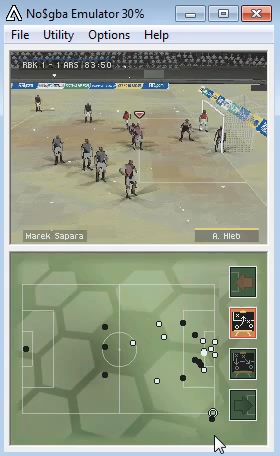 No$gba Emulator 30%
File Utility Options Help
RBK 1 - 1 ARS 83:50
Marek Sapara A. Hleb